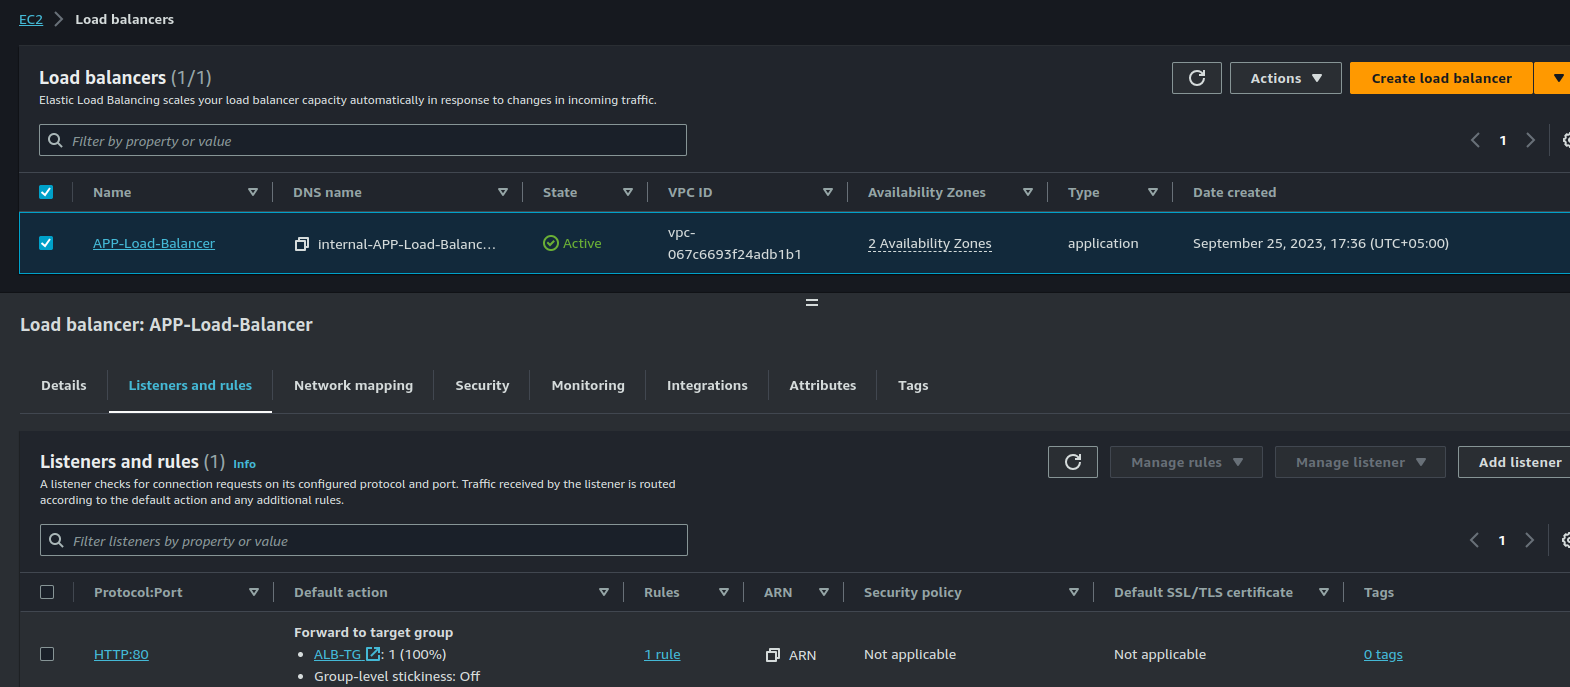 EC2 Load balancers
Load balancers (1/1)
Actions Create load balancer
Elastic Load Balancing scales your load balancer capacity automatically in response to changes in incoming traffic.
Filter by property or value
1
Name DNS name State VPC ID Availability Zones Type Date created
APP-Load-Balancer internal-APP-Load-Balanc... Active vpc-
067c6693f24adb1b1 2 Availability Zones application September 25, 2023, 17:36 (UTC+05:00)
Load balancer: APP-Load-Balancer
Details Listeners and rules Network mapping Security Monitoring Integrations Attributes Tags
Listeners and rules (1) Info
Manage rules Manage listener Add listener
A listener checks for connection requests on its configured protocol and port. Traffic received by the listener is routed
according to the default action and any additional rules.
Filter listeners by property or value
1
Protocol:Port Default action Rules ARN Security policy Default SSL/TLS certificate Tags
Forward to target group
HTTP:80 • ALB-TG : 1 (100%) 1 rule ARN Not applicable Not applicable 0 tags
• Group-level stickiness: Off